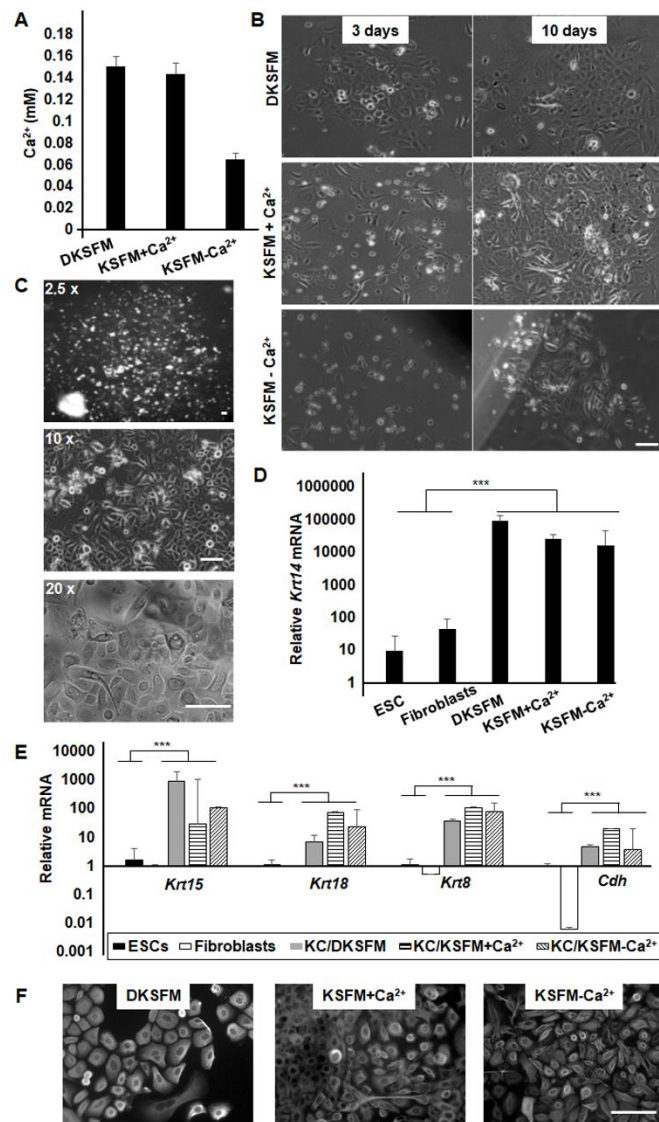 A
Ca²⁺ (mM)
0.18
0.16
0.14
0.12
0.1
0.08
0.06
0.04
0.02
0
DKSFM
KSFM+Ca²⁺
KSFM-Ca²⁺
B
3 days
10 days
DKSFM
KSFM + Ca²⁺
KSFM - Ca²⁺
C
2.5 x
10 x
20 x
D
Relative Krt14 mRNA
1000000
100000
10000
1000
100
10
1
***
ESC
Fibroblasts
DKSFM
KSFM+Ca²⁺
KSFM-Ca²⁺
E
Relative mRNA
10000
1000
100
10
1
0.1
0.01
0.001
***
***
***
***
Krt15
Krt18
Krt8
Cdh
ESCs
Fibroblasts
KC/DKSFM
KC/KSFM+Ca²⁺
KC/KSFM-Ca²⁺
F
DKSFM
KSFM+Ca²⁺
KSFM-Ca²⁺